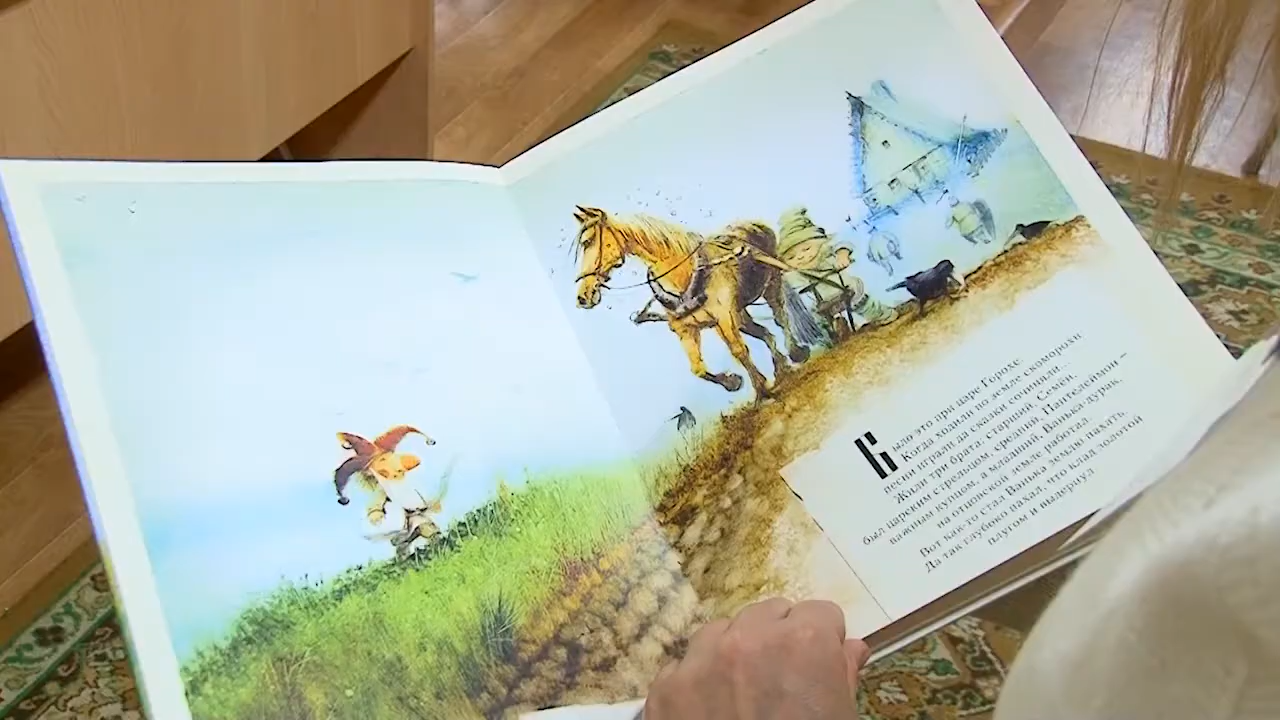 Было это при царе Горохе.
Когда ходили по земле скоморохи
песни играли да сказки сочиняли...
Жили три брата: старший, Семён,
был царским стрельцом, средний Пантелеймон –
важным купцом, а младший, Ванька-дурак,
на отцовской земле работал.
Вот как-то стал Ванька землю пахать.
Да так глубоко пахал, что клад золотой
плугом и вывернул